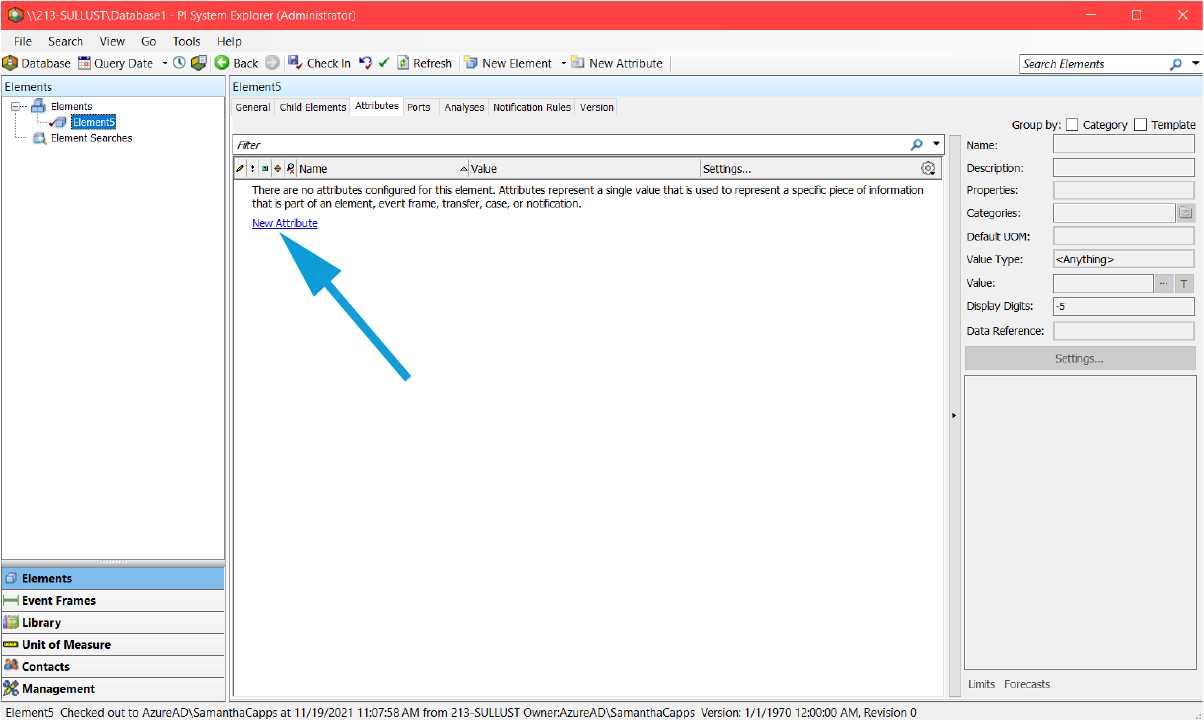 \\213-SULLUST\Database1 - PI System Explorer (Administrator)
File Search View Go Tools Help
Database Query Date Back Check In Refresh New Element New Attribute Search Elements
Elements
Elements
Element5
Element Searches
Element5
General Child Elements Attributes Ports Analyses Notification Rules Version
Group by: Category Template
Filter
Name Value Settings...
There are no attributes configured for this element. Attributes represent a single value that is used to represent a specific piece of information
that is part of an element, event frame, transfer, case, or notification.
New Attribute
Name:
Description:
Properties:
Categories:
Default UOM:
Value Type: <Anything>
Value: ... T
Display Digits: -5
Data Reference:
Settings...
Limits Forecasts
Elements
Event Frames
Library
Unit of Measure
Contacts
Management
Element5 Checked out to AzureAD\SamanthaCapps at 11/19/2021 11:07:58 AM from 213-SULLUST Owner:AzureAD\SamanthaCapps Version: 1/1/1970 12:00:00 AM, Revision 0